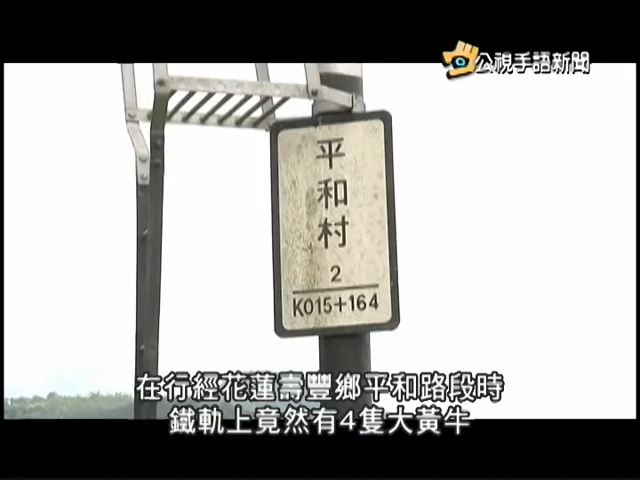 公視手語新聞
平
和
村
2
K015+164
在行經花蓮壽豐鄉平和路段時
鐵軌上竟然有4隻大黃牛